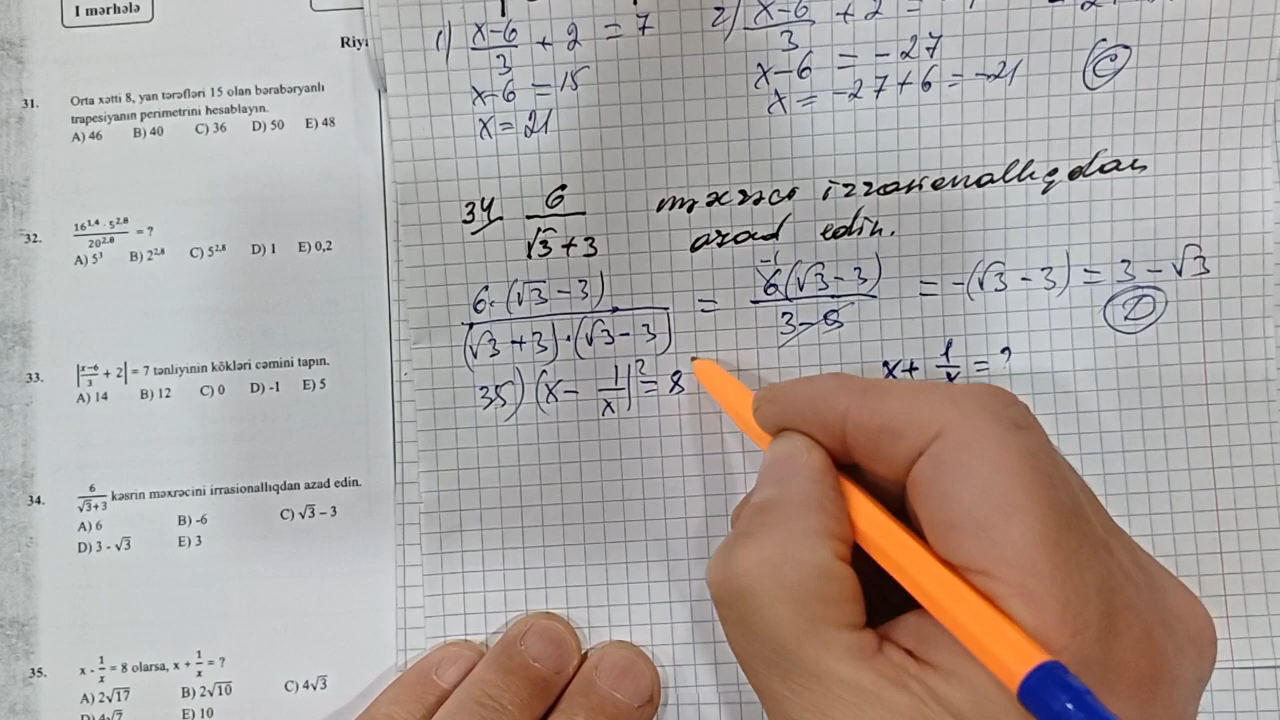 I mərhələ
Riy
31. Orta xətti 8, yan tərəfləri 15 olan bərabəryanlı
trapesiyanın perimetrini hesablayın.
A) 46 B) 40 C) 36 D) 50 E) 48
32. 16^1,4 · 5^2,8 / 20^2,8 = ?
A) 5^3 B) 2^2,8 C) 5^2,8 D) 1 E) 0,2
33. |x-6/3 + 2| = 7 tənliyinin kökləri cəmini tapın.
A) 14 B) 12 C) 0 D) -1 E) 5
34. 6/√3+3 kəsrin məxrəcini irrasionallıqdan azad edin.
A) 6 B) -6 C) √3 – 3
D) 3 - √3 E) 3
35. x - 1/x = 8 olarsa, x + 1/x = ?
A) 2√17 B) 2√10 C) 4√3
D) 4√7 E) 10
1) x-6/3 + 2 = 7
x-6 = 15
x = 21
2) x-6/3 + 2 =
x-6 = -27
x = -27+6 = -21
C
34 6/√3+3 məxrəci irrasionallıqdan
azad edin.
6·(√3-3)/(√3+3)·(√3-3) = 6(√3-3)/3-9 = -(√3-3) = 3-√3
-1
D
35) (x - 1/x)^2 = 8 x + 1/x = ?